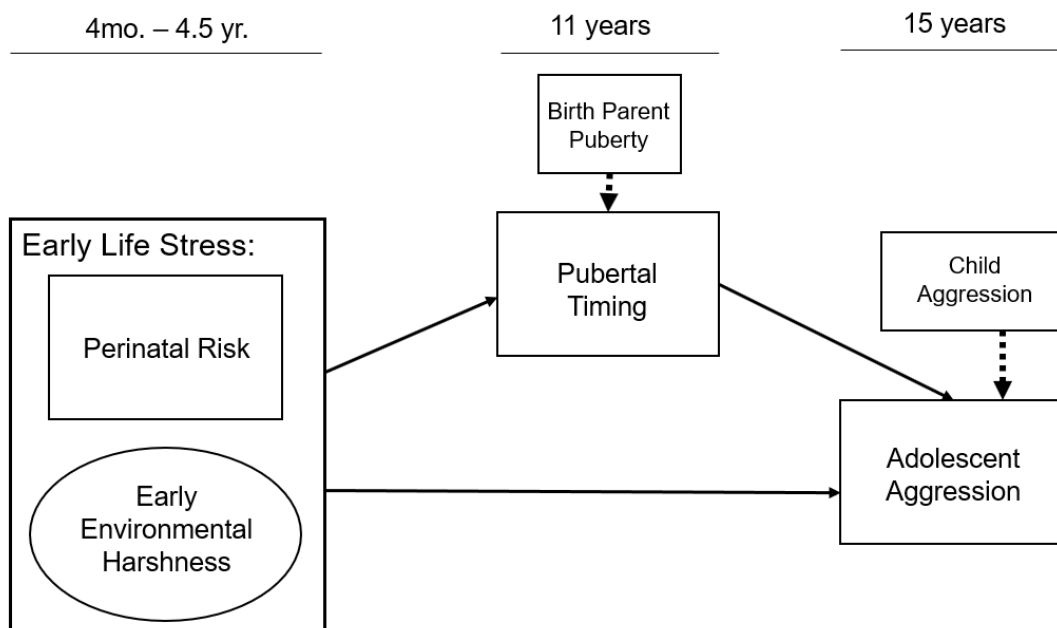 4mo. – 4.5 yr.
11 years
15 years
Birth Parent
Puberty
Early Life Stress:
Perinatal Risk
Early
Environmental
Harshness
Pubertal
Timing
Child
Aggression
Adolescent
Aggression